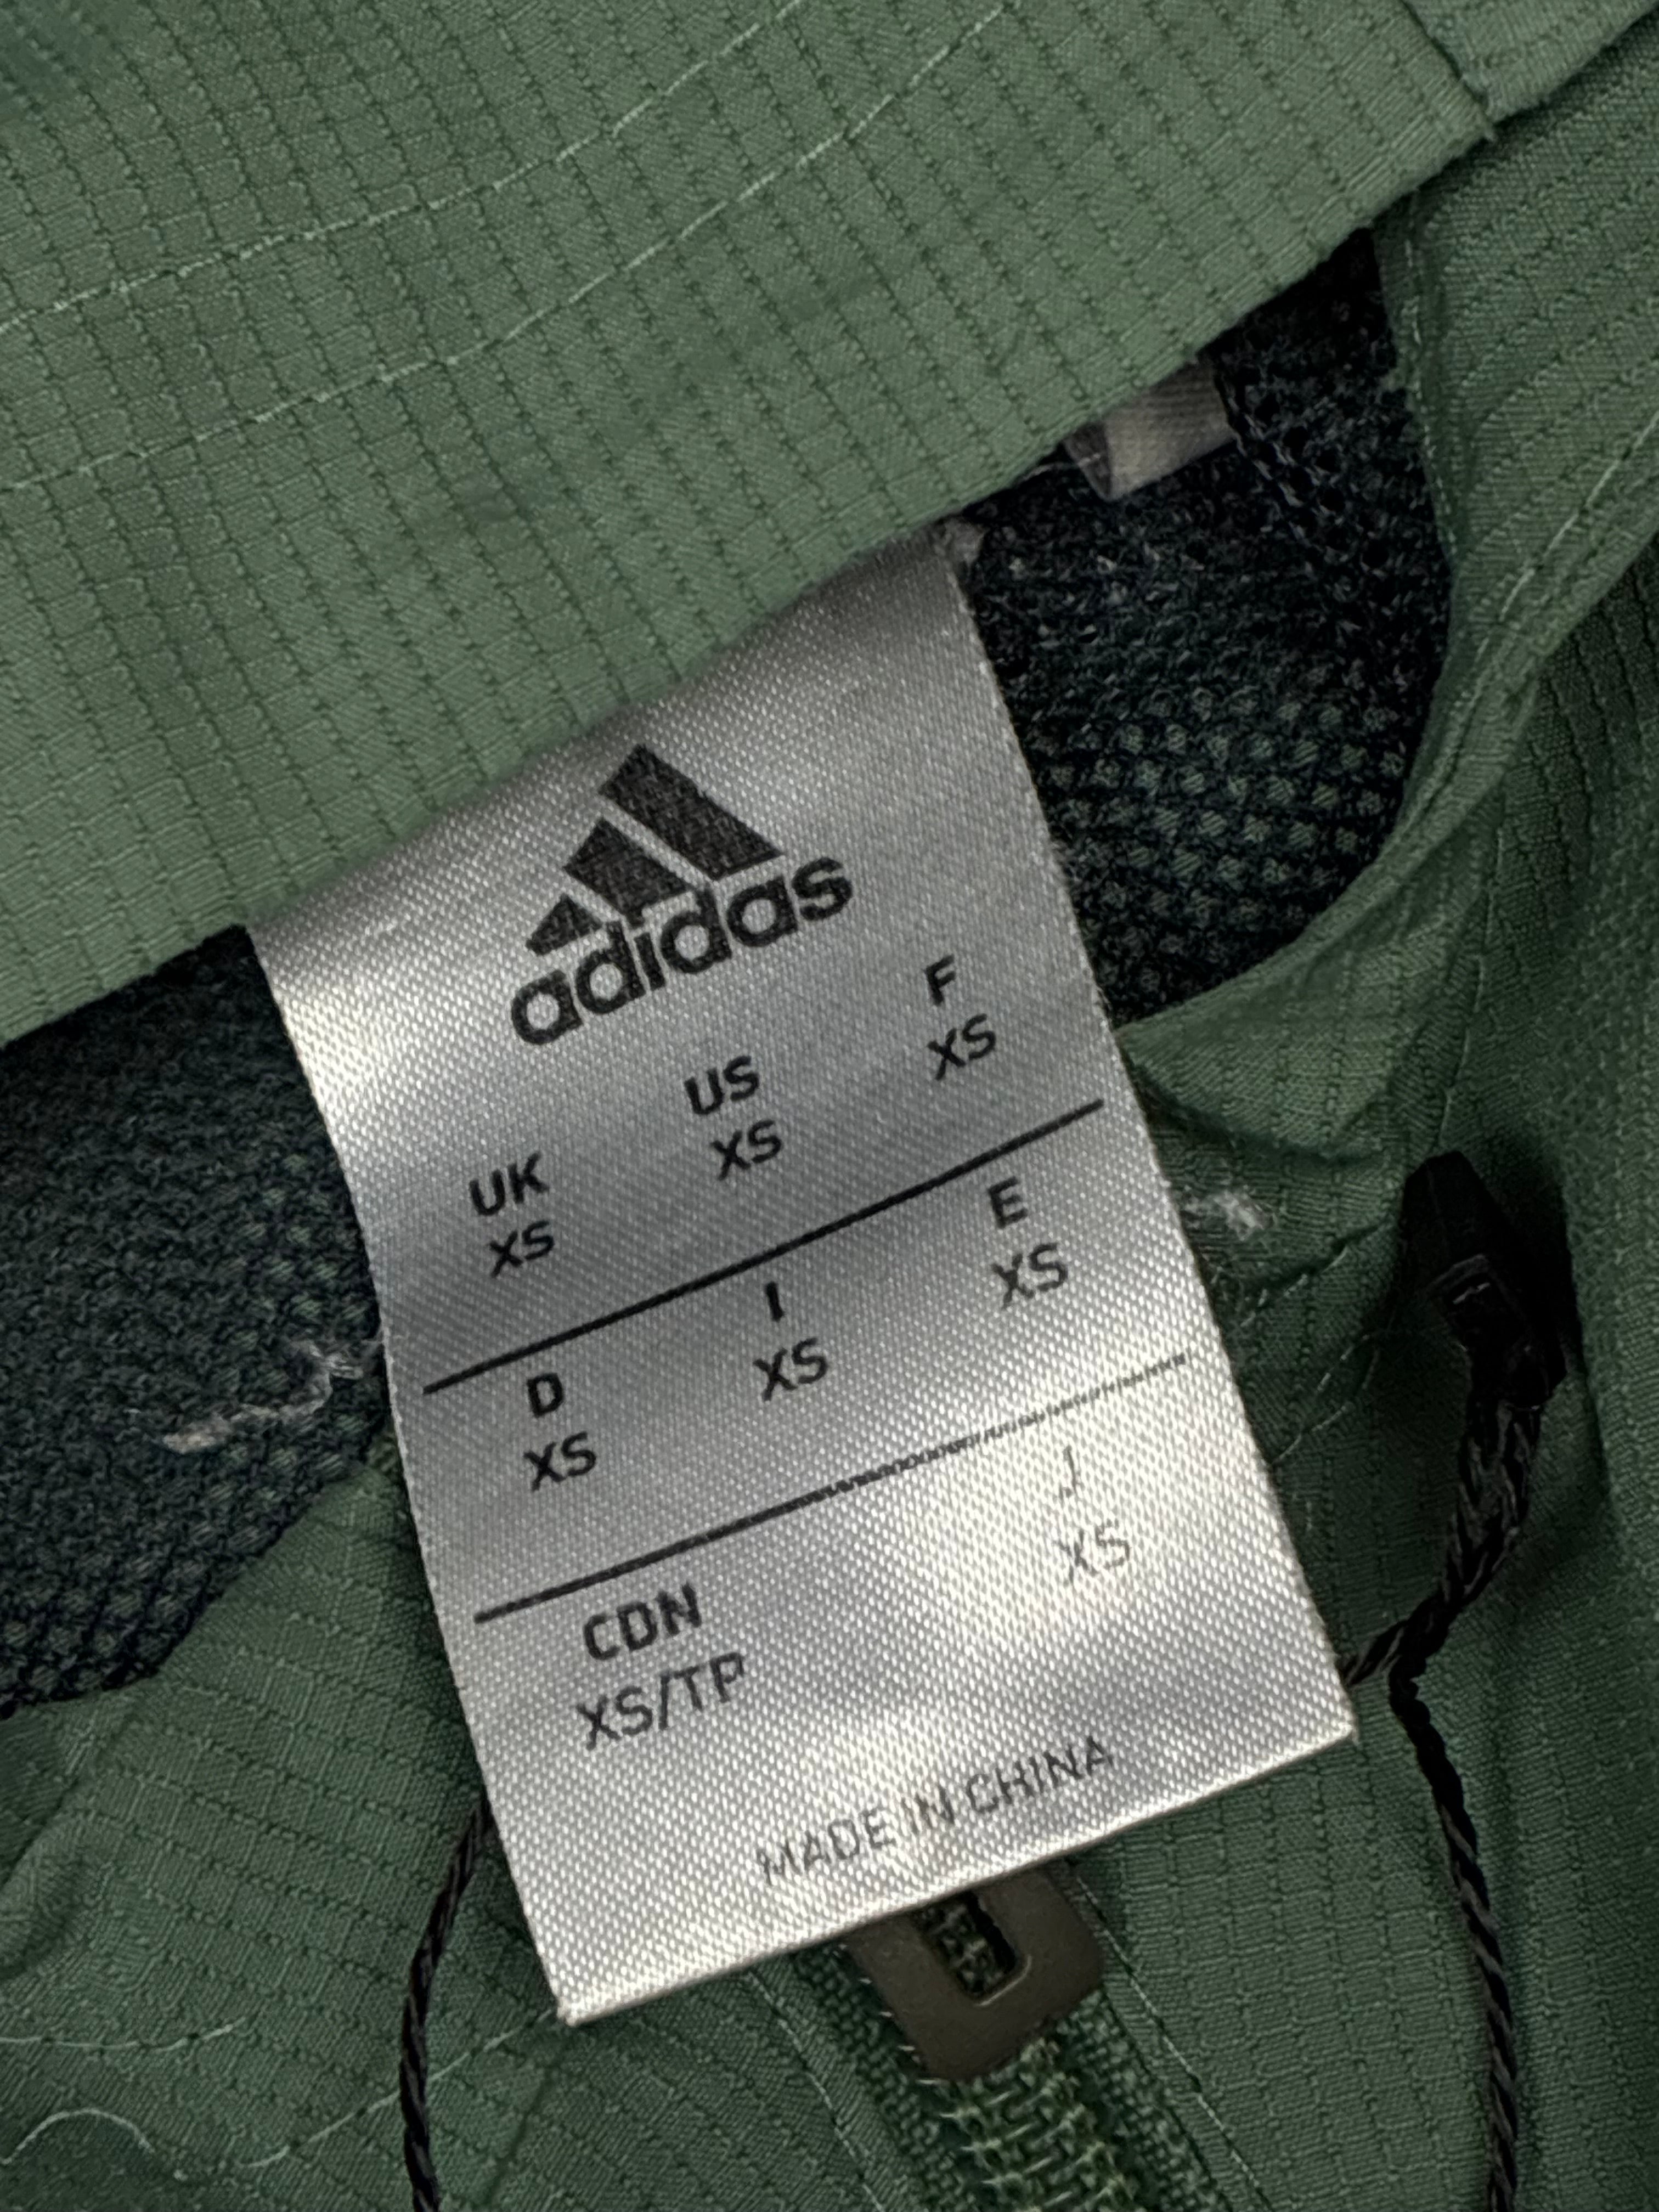 adidas
UK US F
XS XS XS
D I E
XS XS XS
CDN J
XS/TP XS
MADE IN CHINA